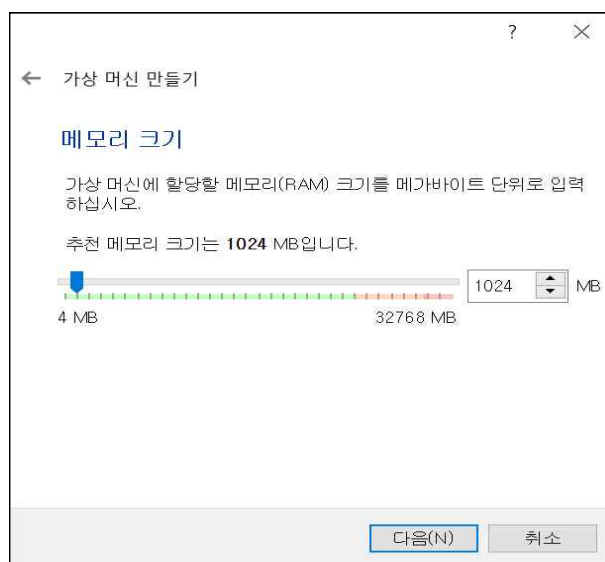 ?
가상 머신 만들기
메모리 크기
가상 머신에 할당할 메모리(RAM) 크기를 메가바이트 단위로 입력
하십시오.
추천 메모리 크기는 1024 MB입니다.
1024 MB
4 MB 32768 MB
다음(N) 취소